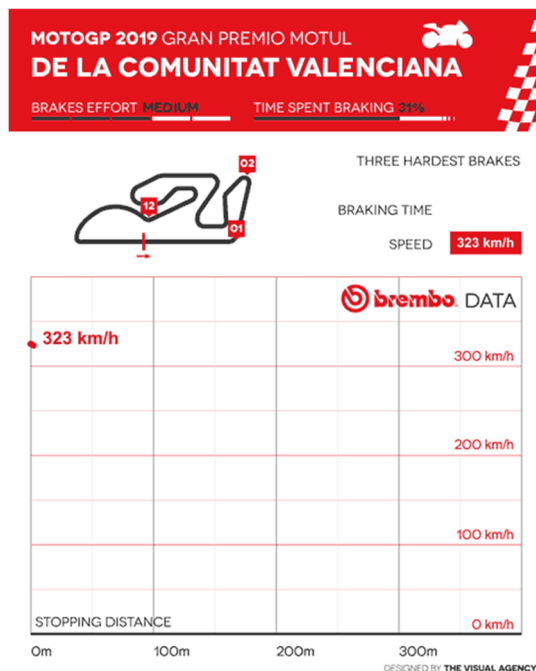 MOTOGP 2019 GRAN PREMIO MOTUL
DE LA COMUNITAT VALENCIANA
BRAKES EFFORT MEDIUM
TIME SPENT BRAKING 31%
02
12
01
THREE HARDEST BRAKES
BRAKING TIME
SPEED 323 km/h
brembo. DATA
323 km/h
300 km/h
200 km/h
100 km/h
STOPPING DISTANCE
0 km/h
0m 100m 200m 300m
DESIGNED BY THE VISUAL AGENCY